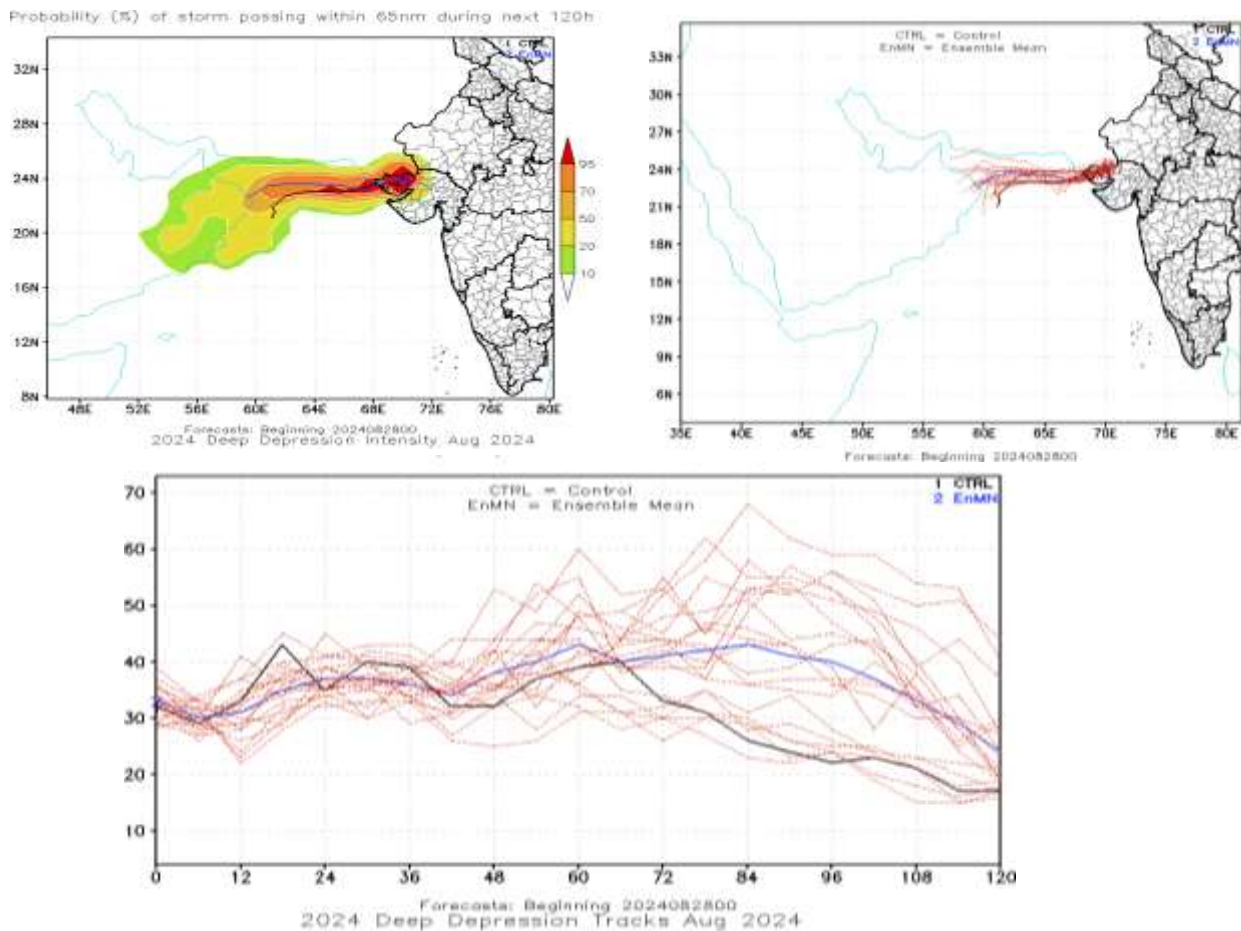 Probability (%) of storm passing within 65nm during next 120h
1 CTRL
2 EnMN
32N
28N
24N
20N
16N
12N
8N
95
70
50
20
10
48E 52E 56E 60E 64E 68E 72E 76E 80E
Forecasts: Beginning 2024082800
2024 Deep Depression Intensity Aug 2024
CTRL = Control
EnMN = Ensemble Mean
1 CTRL
2 EnMN
33N
30N
27N
24N
21N
18N
15N
12N
9N
6N
35E 40E 45E 50E 55E 60E 65E 70E 75E 80E
Forecasts: Beginning 2024082800
CTRL = Control
EnMN = Ensemble Mean
1 CTRL
2 EnMN
70
60
50
40
30
20
10
0 12 24 36 48 60 72 84 96 108 120
Forecasts: Beginning 2024082800
2024 Deep Depression Tracks Aug 2024